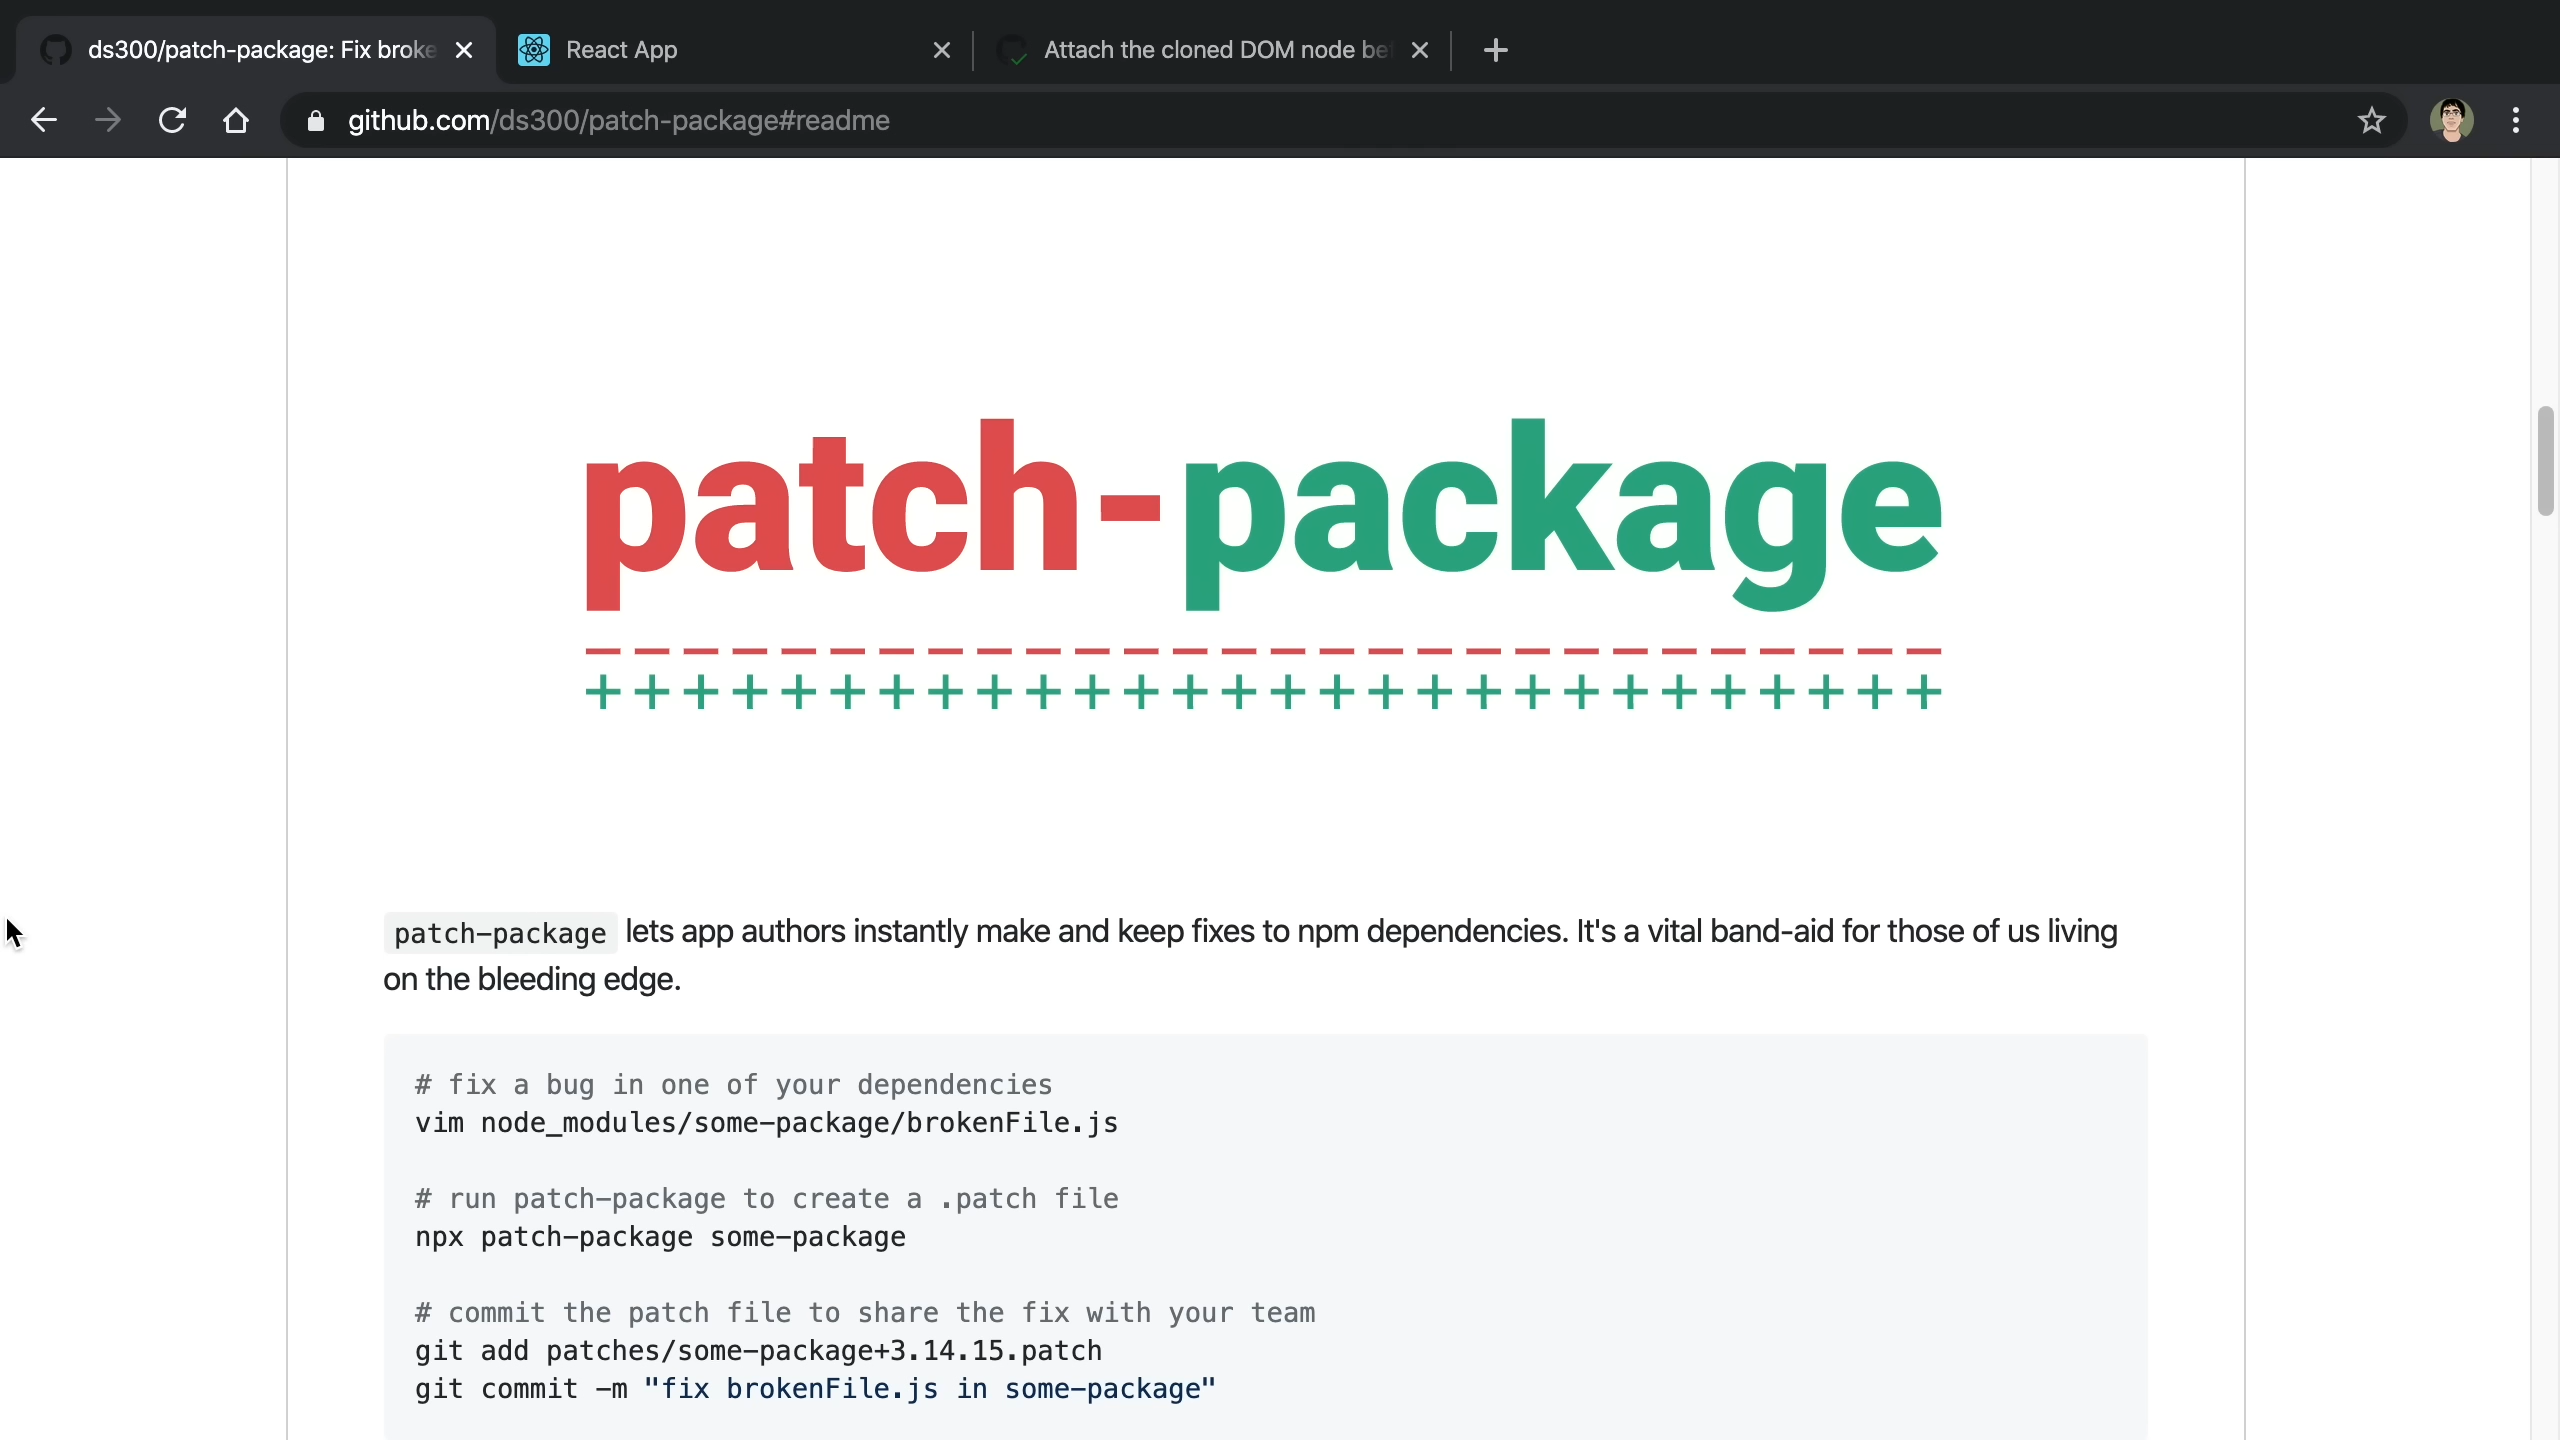 ds300/patch-package: Fix broke
React App
Attach the cloned DOM node be
github.com/ds300/patch-package#readme
patch-package
patch-package lets app authors instantly make and keep fixes to npm dependencies. It's a vital band-aid for those of us living
on the bleeding edge.
# fix a bug in one of your dependencies
vim node_modules/some-package/brokenFile.js
# run patch-package to create a .patch file
npx patch-package some-package
# commit the patch file to share the fix with your team
git add patches/some-package+3.14.15.patch
git commit -m "fix brokenFile.js in some-package"